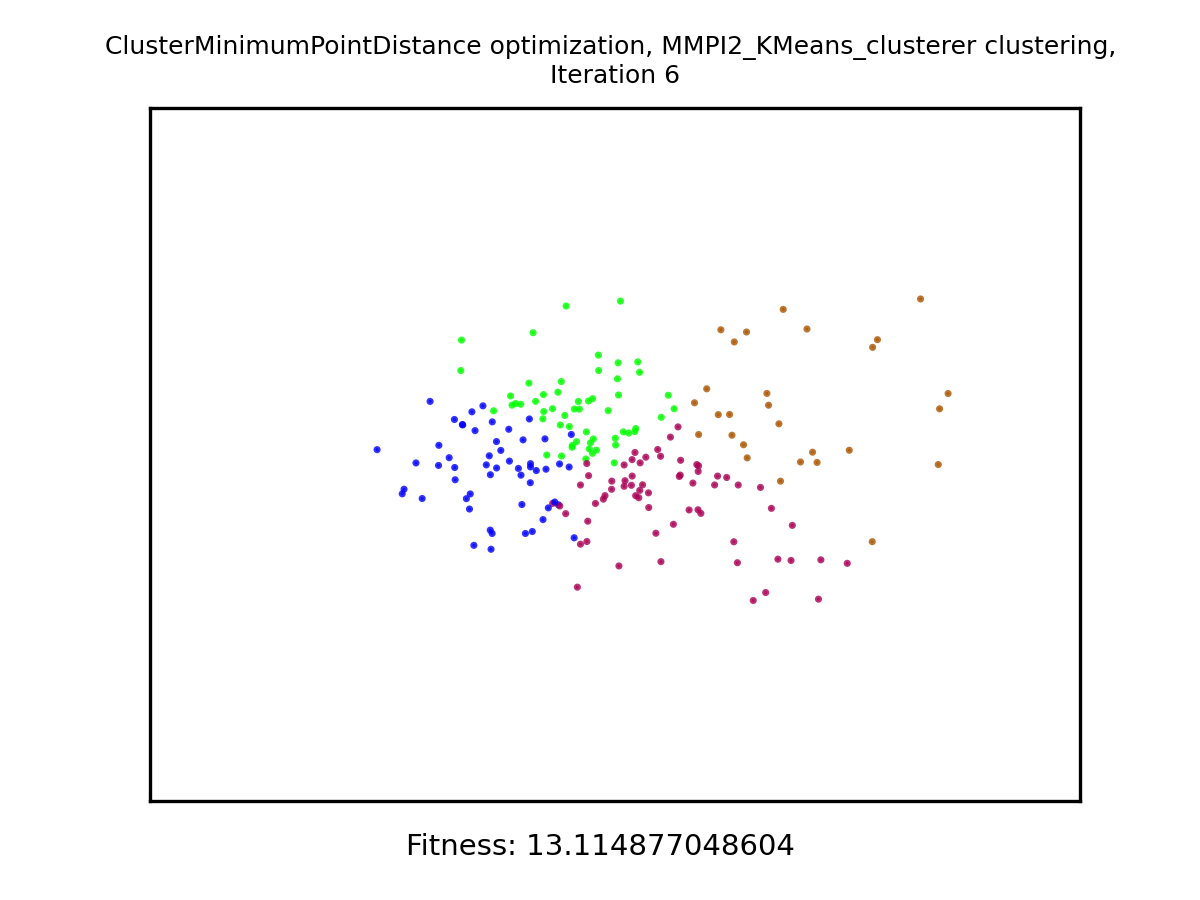 ClusterMinimumPointDistance optimization, MMPI2_KMeans_clusterer clustering,
Iteration 6
Fitness: 13.114877048604